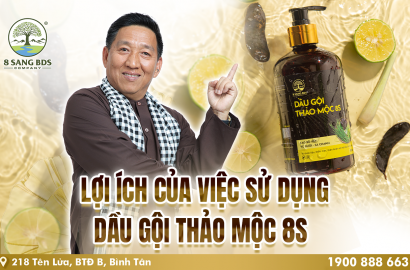 8 SANG BDS
COMPANY
DẦU GỘI
THẢO MỘC 8S
LỢI ÍCH CỦA VIỆC SỬ DỤNG
DẦU GỘI THẢO MỘC 8S
218 Tên Lửa, BTĐ B, Bình Tân
1900 888 663